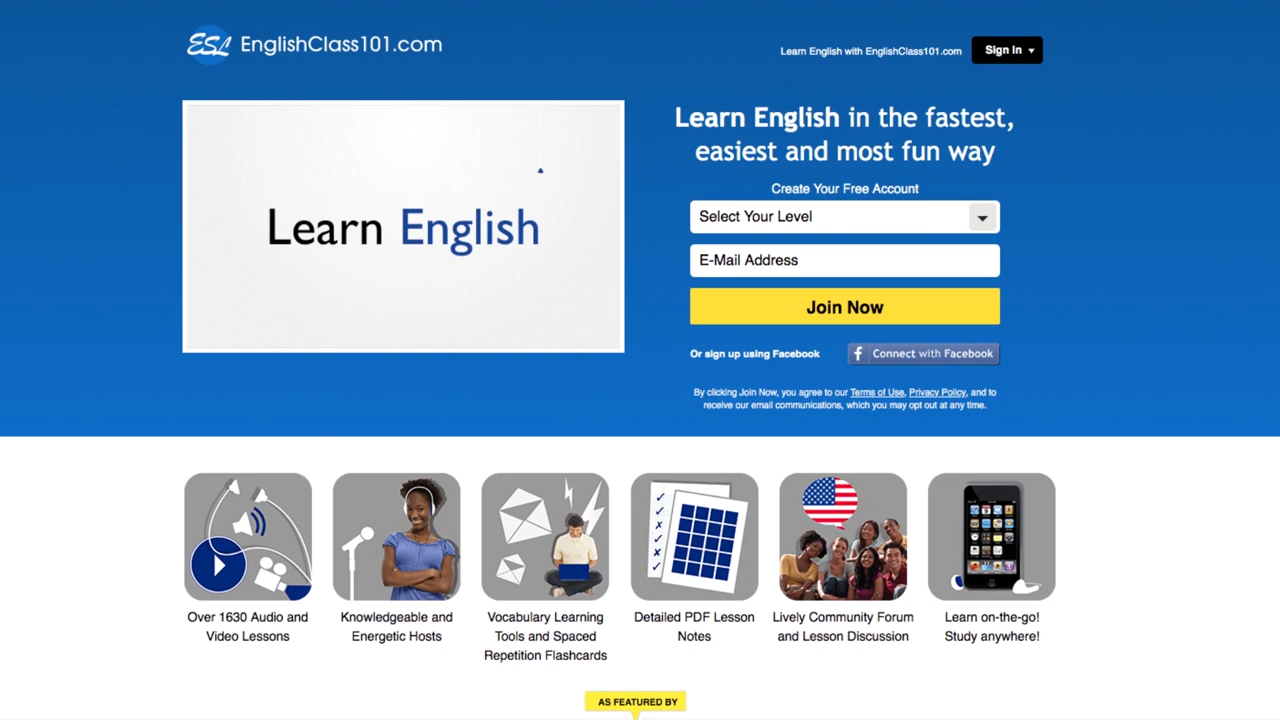 ESL EnglishClass101.com
Learn English with EnglishClass101.com
Sign In
Learn English
Learn English in the fastest,
easiest and most fun way
Create Your Free Account
Select Your Level
E-Mail Address
Join Now
Or sign up using Facebook
f Connect with Facebook
By clicking Join Now, you agree to our Terms of Use, Privacy Policy, and to
receive our email communications, which you may opt out at any time.
Over 1630 Audio and
Video Lessons
Knowledgeable and
Energetic Hosts
Vocabulary Learning
Tools and Spaced
Repetition Flashcards
Detailed PDF Lesson
Notes
Lively Community Forum
and Lesson Discussion
Learn on-the-go!
Study anywhere!
AS FEATURED BY